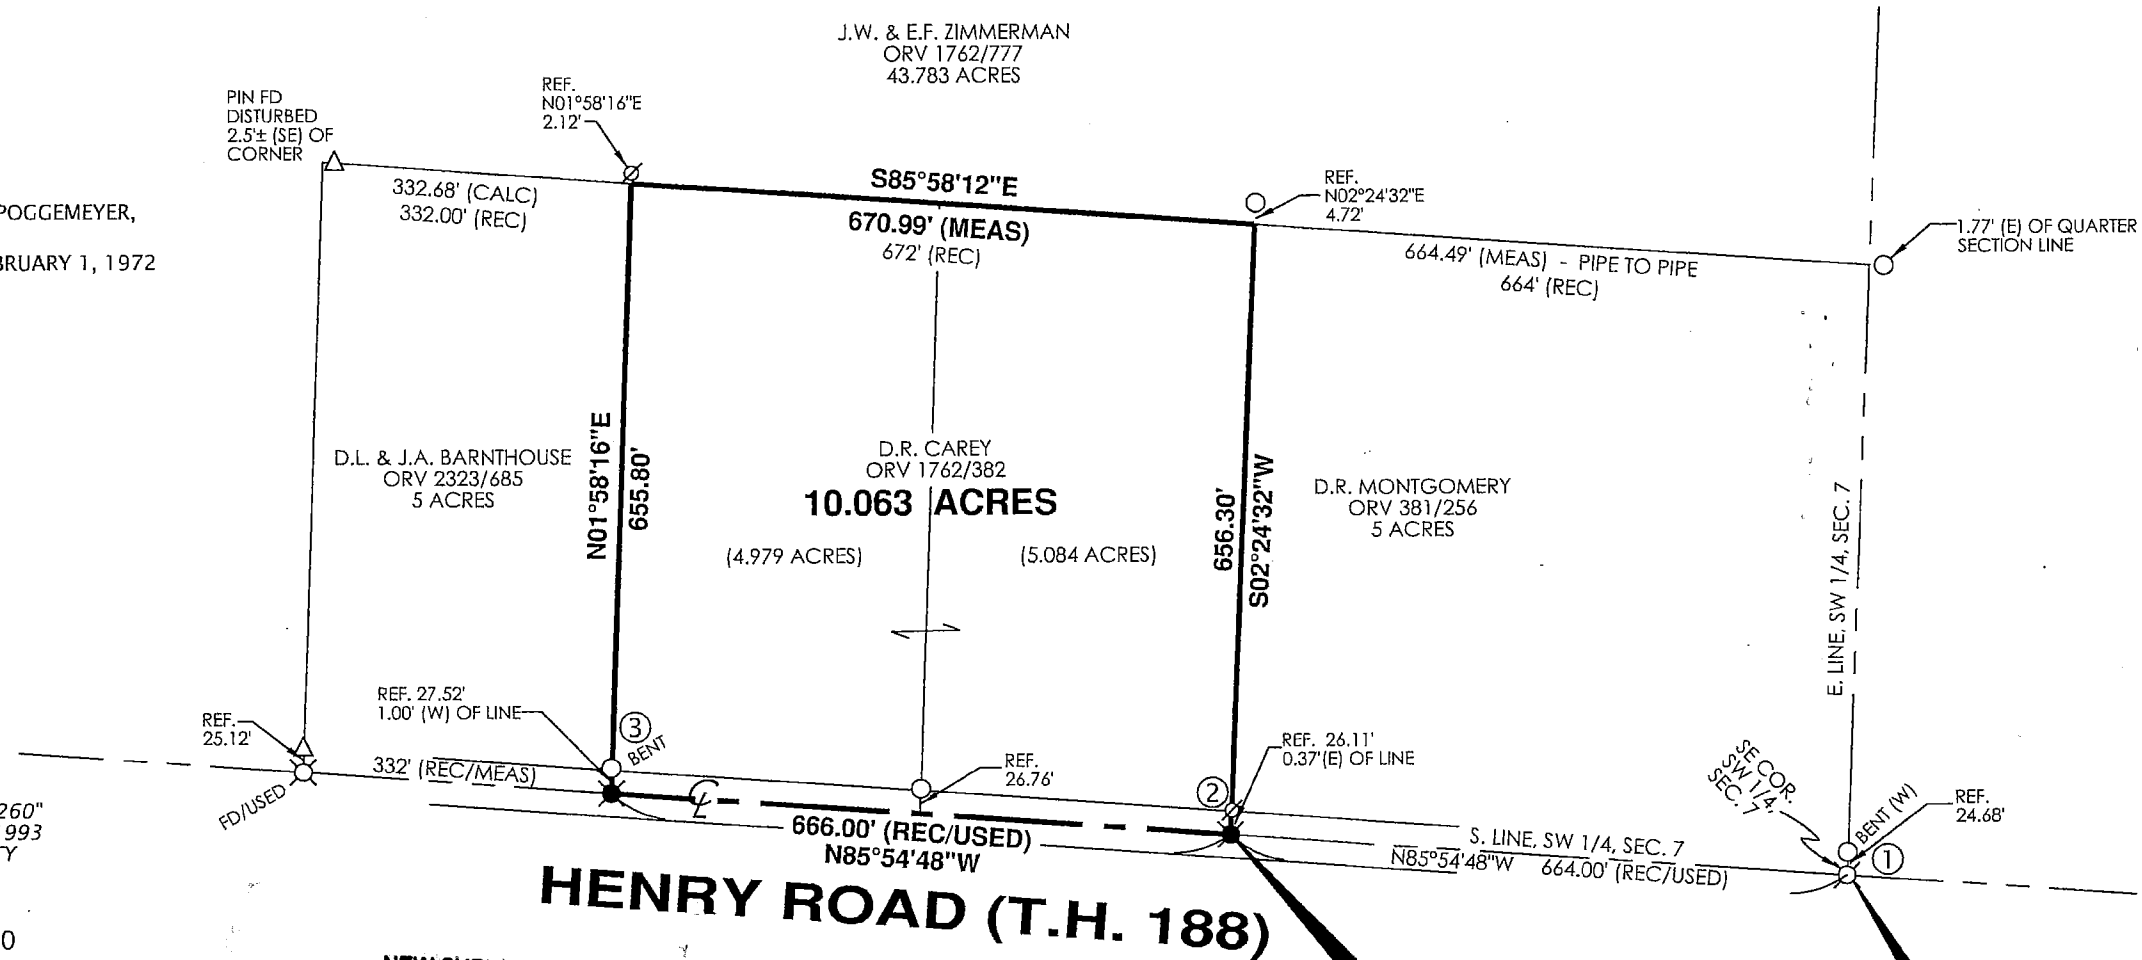 J.W. & E.F. ZIMMERMAN
ORV 1762/777
43.783 ACRES
PIN FD
DISTURBED
2.5'± (SE) OF
CORNER
REF.
N01°58'16"E
2.12'
332.68' (CALC)
332.00' (REC)
S85°58'12"E
670.99' (MEAS)
672' (REC)
REF.
N02°24'32"E
4.72'
664.49' (MEAS) - PIPE TO PIPE
664' (REC)
1.77' (E) OF QUARTER
SECTION LINE
POGGEMEYER,
BRUARY 1, 1972
D.L. & J.A. BARNTHOUSE
ORV 2323/685
5 ACRES
N01°58'16"E
655.80'
D.R. CAREY
ORV 1762/382
10.063 ACRES
(4.979 ACRES)
(5.084 ACRES)
656.30'
S02°24'32"W
D.R. MONTGOMERY
ORV 381/256
5 ACRES
E. LINE, SW 1/4, SEC. 7
REF.
25.12'
REF. 27.52'
1.00' (W) OF LINE
3
BENT
332' (REC/MEAS)
FD/USED
REF.
26.76'
2
REF. 26.11'
0.37'(E) OF LINE
SE COR.
SW 1/4,
SEC. 7
BENT (W)
REF.
24.68'
1
CL
666.00' (REC/USED)
N85°54'48"W
S. LINE, SW 1/4, SEC. 7
N85°54'48"W 664.00' (REC/USED)
HENRY ROAD (T.H. 188)
260"
993
Y
0